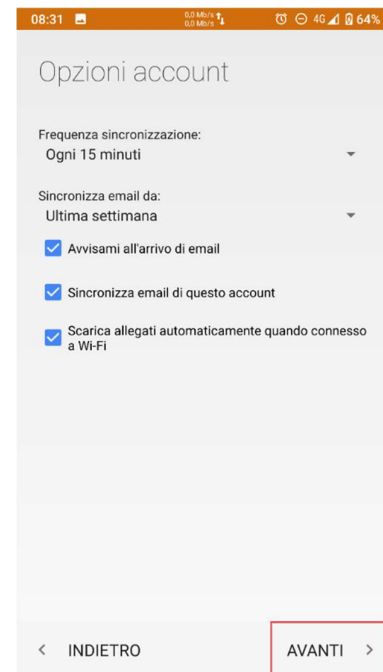 08:31 0,0 Mb/s 0,0 Mb/s 4G 64%
Opzioni account
Frequenza sincronizzazione:
Ogni 15 minuti
Sincronizza email da:
Ultima settimana
Avvisami all'arrivo di email
Sincronizza email di questo account
Scarica allegati automaticamente quando connesso
a Wi-Fi
INDIETRO AVANTI